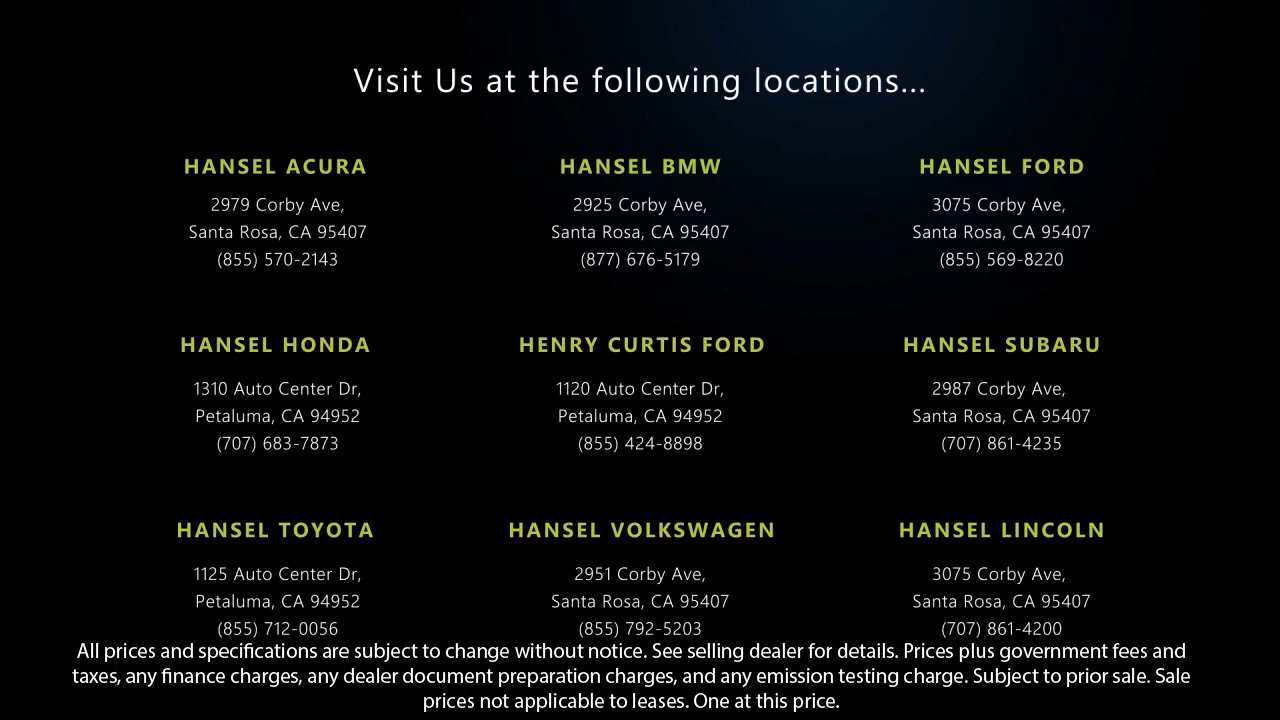 Visit Us at the following locations...
HANSEL ACURA
2979 Corby Ave,
Santa Rosa, CA 95407
(855) 570-2143
HANSEL BMW
2925 Corby Ave,
Santa Rosa, CA 95407
(877) 676-5179
HANSEL FORD
3075 Corby Ave,
Santa Rosa, CA 95407
(855) 569-8220
HANSEL HONDA
1310 Auto Center Dr,
Petaluma, CA 94952
(707) 683-7873
HENRY CURTIS FORD
1120 Auto Center Dr,
Petaluma, CA 94952
(855) 424-8898
HANSEL SUBARU
2987 Corby Ave,
Santa Rosa, CA 95407
(707) 861-4235
HANSEL TOYOTA
1125 Auto Center Dr,
Petaluma, CA 94952
(855) 712-0056
HANSEL VOLKSWAGEN
2951 Corby Ave,
Santa Rosa, CA 95407
(855) 792-5203
HANSEL LINCOLN
3075 Corby Ave,
Santa Rosa, CA 95407
(707) 861-4200
All prices and specifications are subject to change without notice. See selling dealer for details. Prices plus government fees and
taxes, any finance charges, any dealer document preparation charges, and any emission testing charge. Subject to prior sale. Sale
prices not applicable to leases. One at this price.